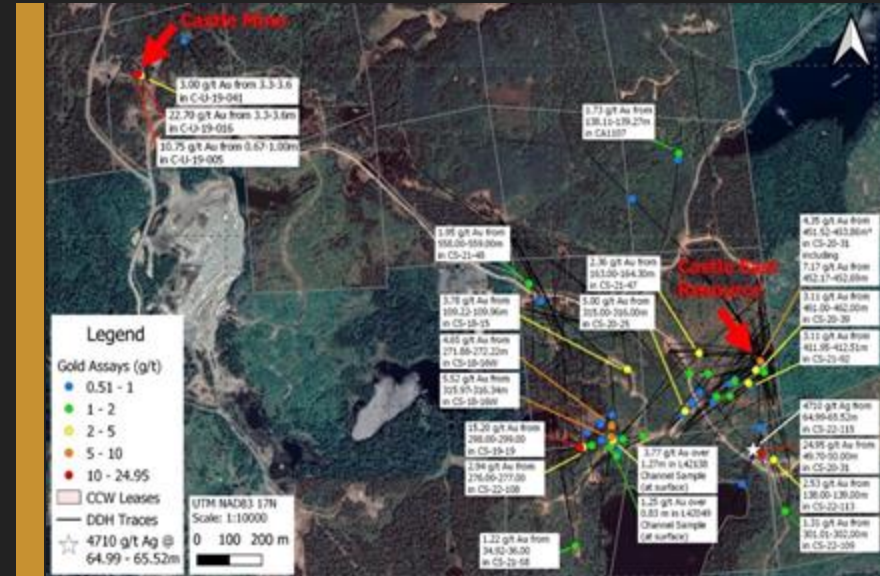 Castle Mine
3.00 g/t Au from 3.3-3.6
in C-U-19-041
22.70 g/t Au from 3.3-3.6m
in C-U-19-016
10.75 g/t Au from 0.67-1.00m
in C-U-19-005
1.73 g/t Au from
138.11-139.27m
in CA1107
1.95 g/t Au from
558.00-559.00m
in CS-21-48
2.36 g/t Au from
163.00-164.30m
in CS-21-47
Castle East
Resource
4.35 g/t Au from
in CS-20-31
including
7.17 g/t Au from
452.17-452.69m
3.11 g/t Au from
461.00-462.00m
in CS-20-39
3.11 g/t Au from
411.95-412.51m
in CS-21-92
3.78 g/t Au from
109.22-109.96m
in CS-18-15
5.00 g/t Au from
315.00-316.00m
in CS-20-25
4.65 g/t Au from
271.88-272.22m
in CS-18-16W
5.52 g/t Au from
315.97-316.34m
in CS-18-16W
15.20 g/t Au from
298.00-299.00
in CS-19-19
2.94 g/t Au from
276.00-277.00
in CS-22-108
4710 g/t Ag from
64.99-65.52m
in CS-22-115
24.95 g/t Au from
49.70-50.00m
in CS-20-31
2.53 g/t Au from
138.00-139.00m
in CS-22-113
1.31 g/t Au from
301.01-302.00m
in CS-22-109
3.77 g/t Au over
1.27m in L42138
Channel Sample
(at surface)
1.25 g/t Au over
0.83 m in L42049
Channel Sample
(at surface)
1.22 g/t Au from
34.92-36.00
in CS-21-58
Legend
Gold Assays (g/t)
0.51 - 1
1 - 2
2 - 5
5 - 10
10 - 24.95
CCW Leases
DDH Traces
4710 g/t Ag @
64.99 - 65.52m
UTM NAD83 17N
Scale: 1:10000
0 100 200 m